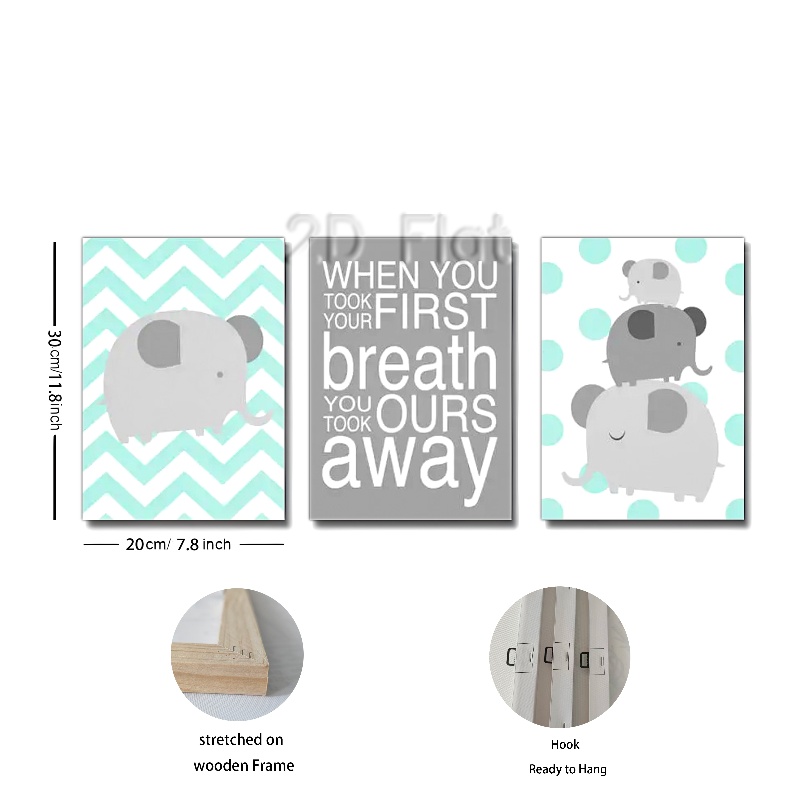 2D Flat
WHEN YOU
TOOK
YOUR FIRST
breath
YOU
TOOK OURS
away
30cm/11.8inch
20cm/ 7.8 inch
stretched on
wooden Frame
Hook
Ready to Hang